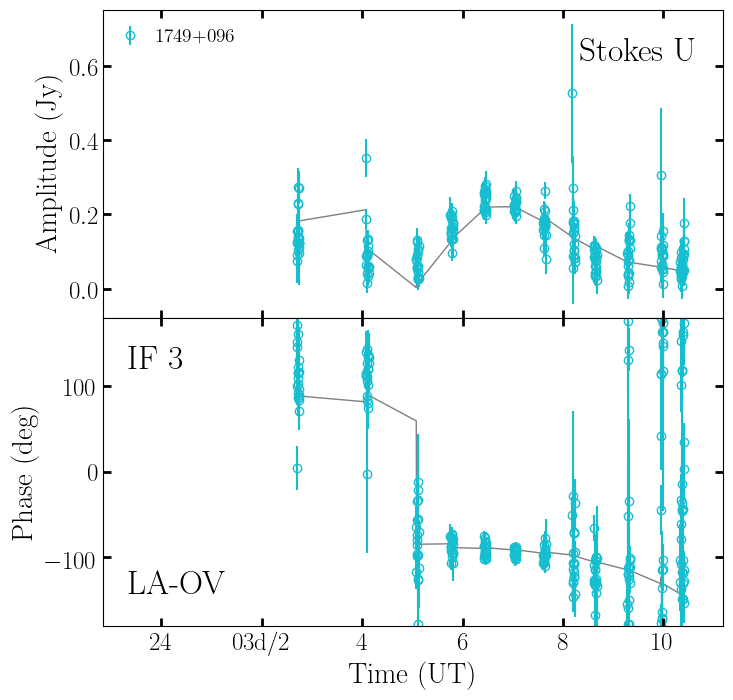 1749+096
Stokes U
0.6
0.4
0.2
0.0
Amplitude (Jy)
IF 3
100
0
−100
Phase (deg)
LA-OV
24 03d/2 4 6 8 10
Time (UT)